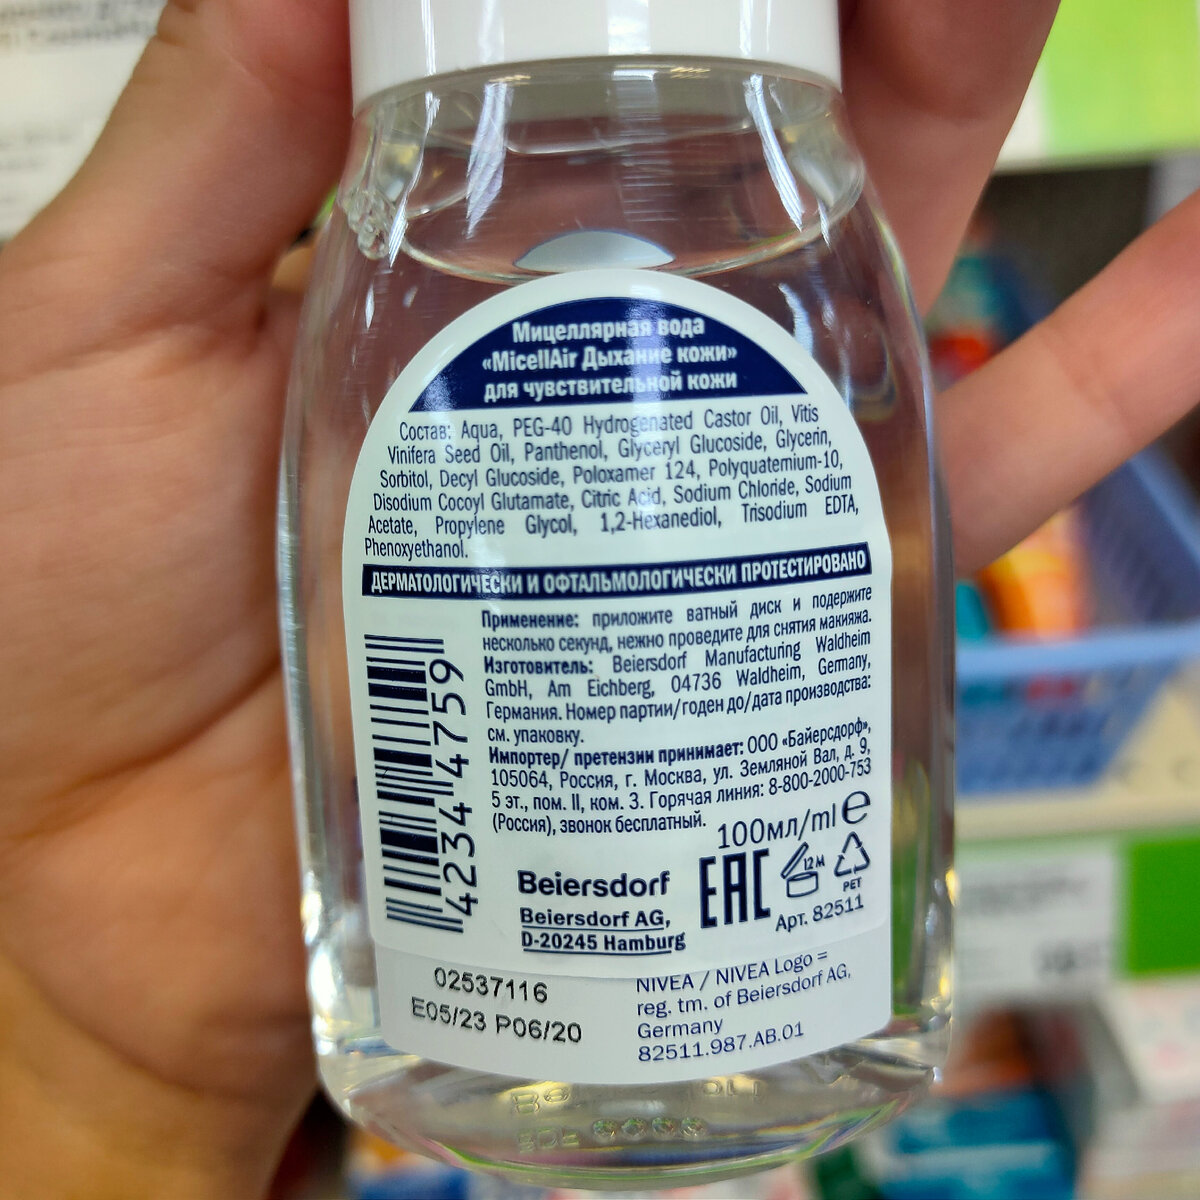 Мицеллярная вода
«MicellAir Дыхание кожи»
для чувствительной кожи
Состав: Aqua, PEG-40 Hydrogenated Castor Oil, Vitis
Vinifera Seed Oil, Panthenol, Glyceryl Glucoside, Glycerin,
Sorbitol, Decyl Glucoside, Poloxamer 124, Polyquaternium-10,
Disodium Cocoyl Glutamate, Citric Acid, Sodium Chloride, Sodium
Acetate, Propylene Glycol, 1,2-Hexanediol, Trisodium EDTA,
Phenoxyethanol.
ДЕРМАТОЛОГИЧЕСКИ И ОФТАЛЬМОЛОГИЧЕСКИ ПРОТЕСТИРОВАНО
Применение: приложите ватный диск и подержите
несколько секунд, нежно проведите для снятия макияжа.
Изготовитель: Beiersdorf Manufacturing Waldheim
GmbH, Am Eichberg, 04736 Waldheim, Germany,
Германия. Номер партии/годен до/дата производства:
см. упаковку.
Импортер/ претензии принимает: ООО «Байерсдорф»,
105064, Россия, г. Москва, ул. Земляной Вал, д. 9,
5 эт., пом. II, ком. 3. Горячая линия: 8-800-2000-753
(Россия), звонок бесплатный.
42344759
100мл/ml e
EAC
12M
PET
Арт. 82511
Beiersdorf
Beiersdorf AG,
D-20245 Hamburg
02537116
E05/23 P06/20
NIVEA / NIVEA Logo =
reg. tm. of Beiersdorf AG,
Germany
82511.987.AB.01